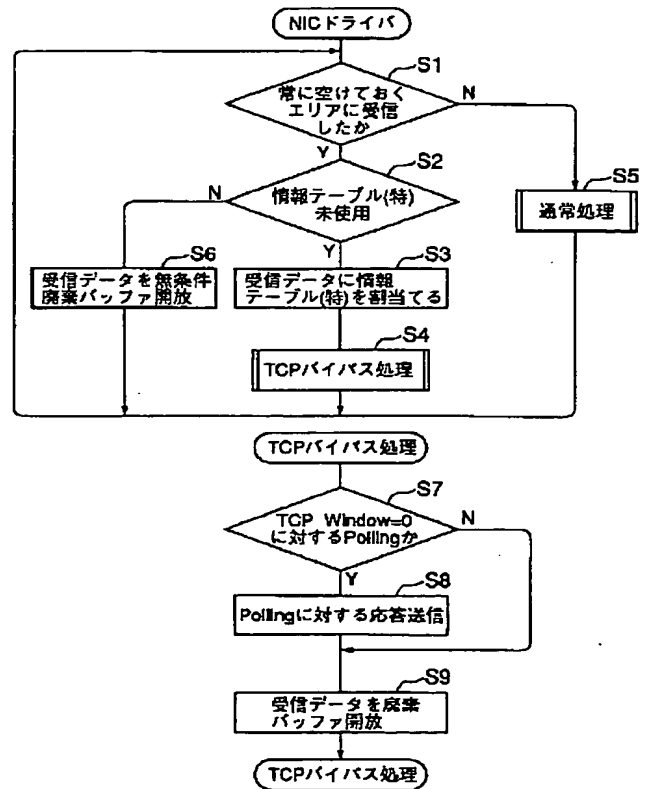 NICドライバ
S1
常に空けておく
エリアに受信
したか
N
Y
S2
情報テーブル(特)
未使用
N
Y
S5
通常処理
S6
受信データを無条件
廃棄バッファ開放
S3
受信データに情報
テーブル(特)を割当てる
S4
TCPバイパス処理
TCPバイパス処理
S7
TCP Window=0
に対するPollingか
N
Y
S8
Pollingに対する応答送信
S9
受信データを廃棄
バッファ開放
TCPバイパス処理